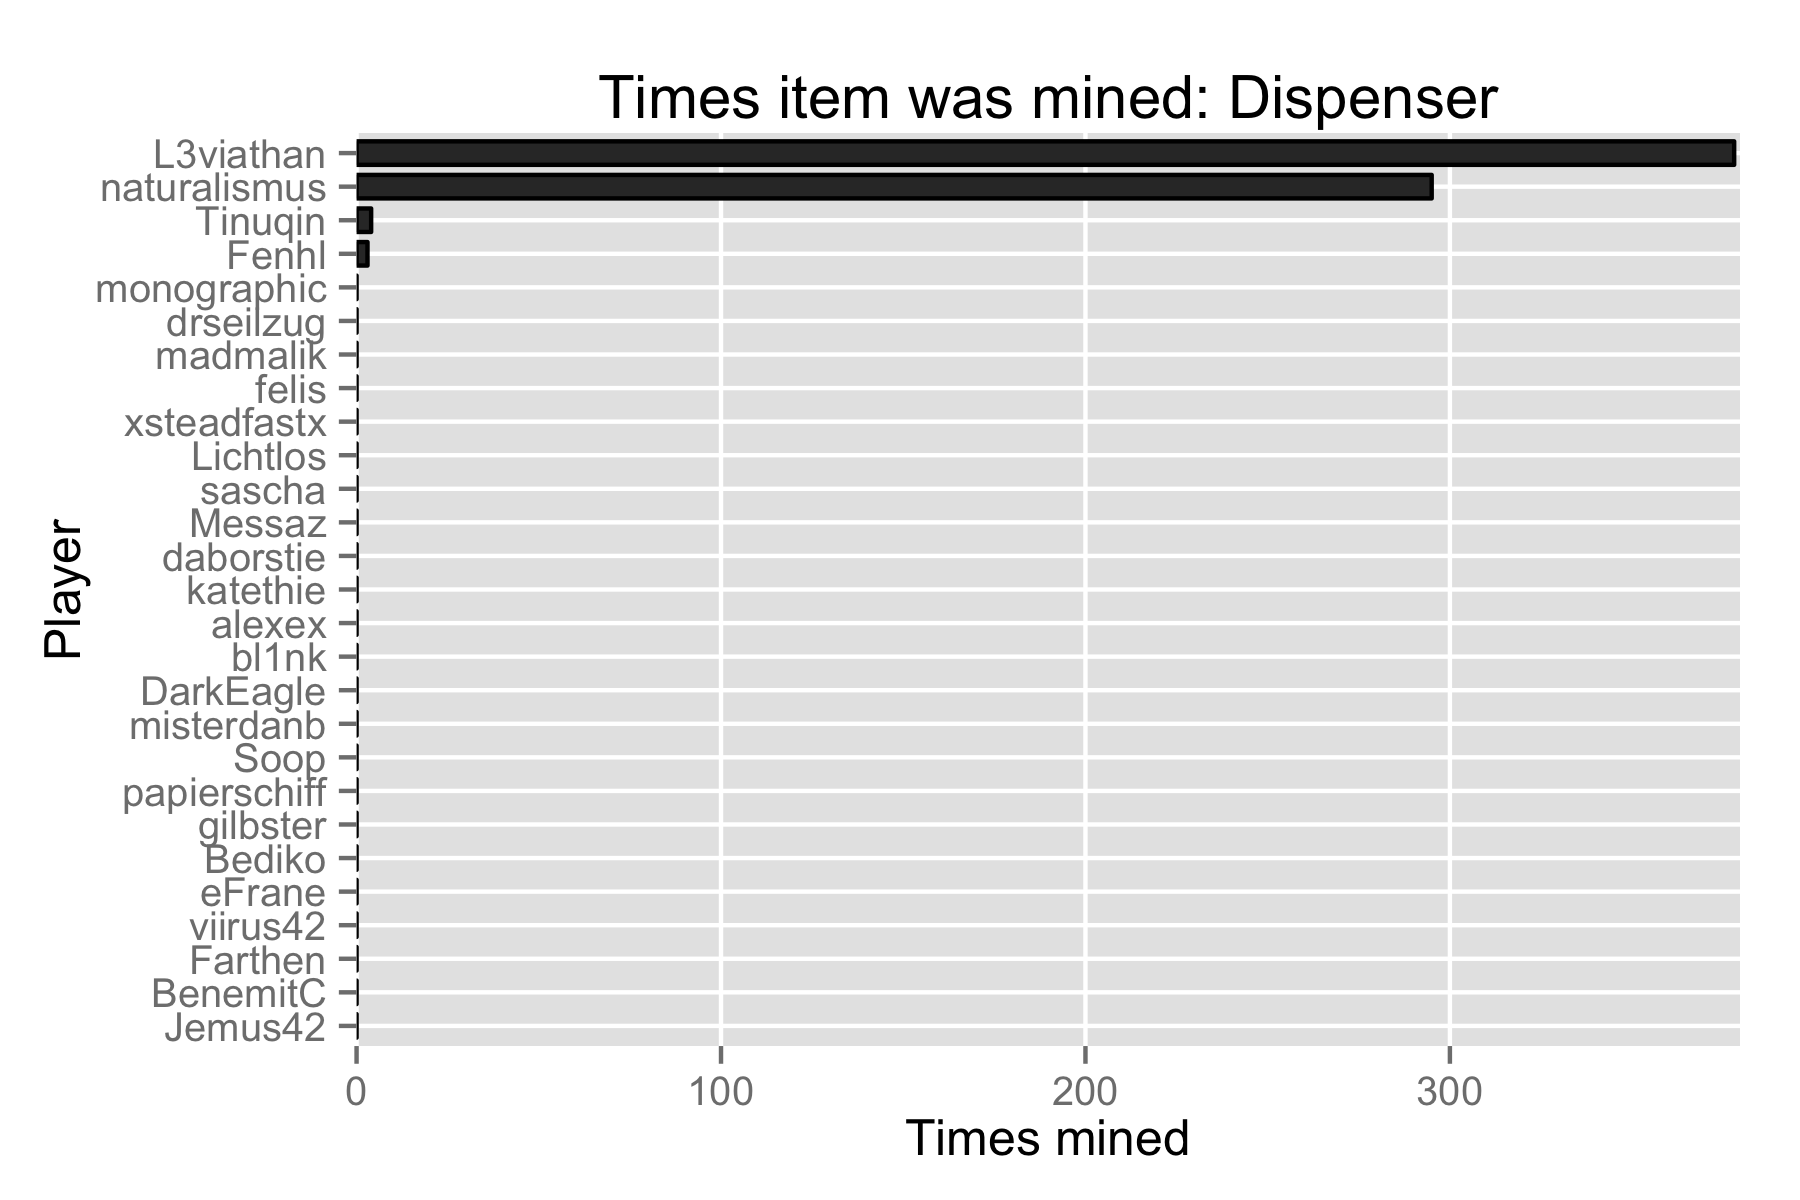 Times item was mined: Dispenser
L3viathan
naturalismus
Tinuqin
Fenhl
monographic
drseilzug
madmalik
felis
xsteadfastx
Lichtlos
sascha
Messaz
daborstie
katethie
alexex
bl1nk
DarkEagle
misterdanb
Soop
papierschiff
gilbster
Bediko
eFrane
viirus42
Farthen
BenemitC
Jemus42
Player
0 100 200 300
Times mined